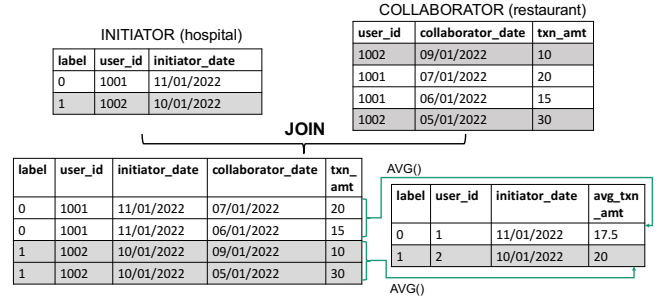 COLLABORATOR (restaurant)
INITIATOR (hospital)
label user_id initiator_date
0 1001 11/01/2022
1 1002 10/01/2022
user_id collaborator_date txn_amt
1002 09/01/2022 10
1001 07/01/2022 20
1001 06/01/2022 15
1002 05/01/2022 30
JOIN
label user_id initiator_date collaborator_date txn_
amt
0 1001 11/01/2022 07/01/2022 20
0 1001 11/01/2022 06/01/2022 15
1 1002 10/01/2022 09/01/2022 10
1 1002 10/01/2022 05/01/2022 30
AVG()
label user_id initiator_date avg_txn
_amt
0 1 11/01/2022 17.5
1 2 10/01/2022 20
AVG()